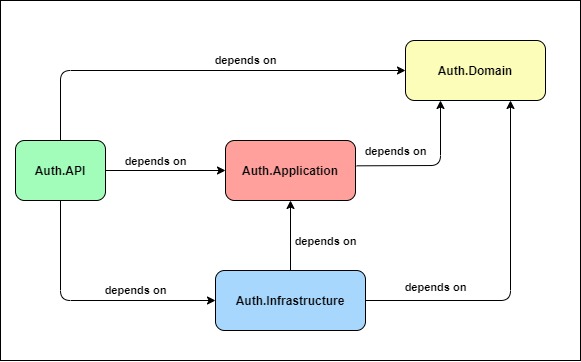 depends on
Auth.Domain
depends on
depends on
Auth.API
Auth.Application
depends on
depends on
depends on
Auth.Infrastructure